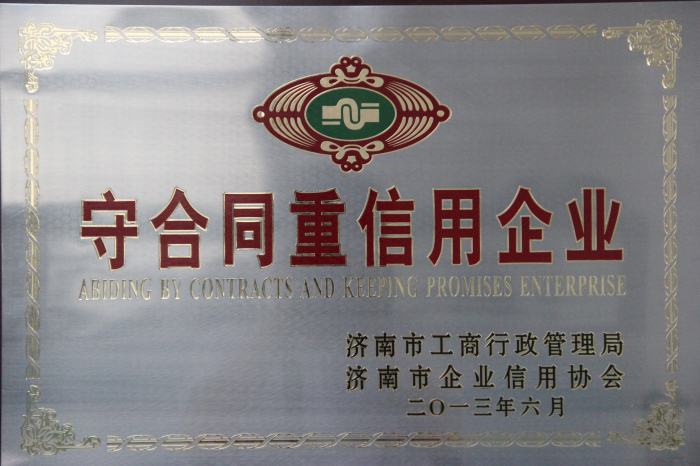 守合同重信用企业
ABIDING BY CONTRACTS AND KEEPING PROMISES ENTERPRISE
济南市工商行政管理局
济南市企业信用协会
二〇一三年六月